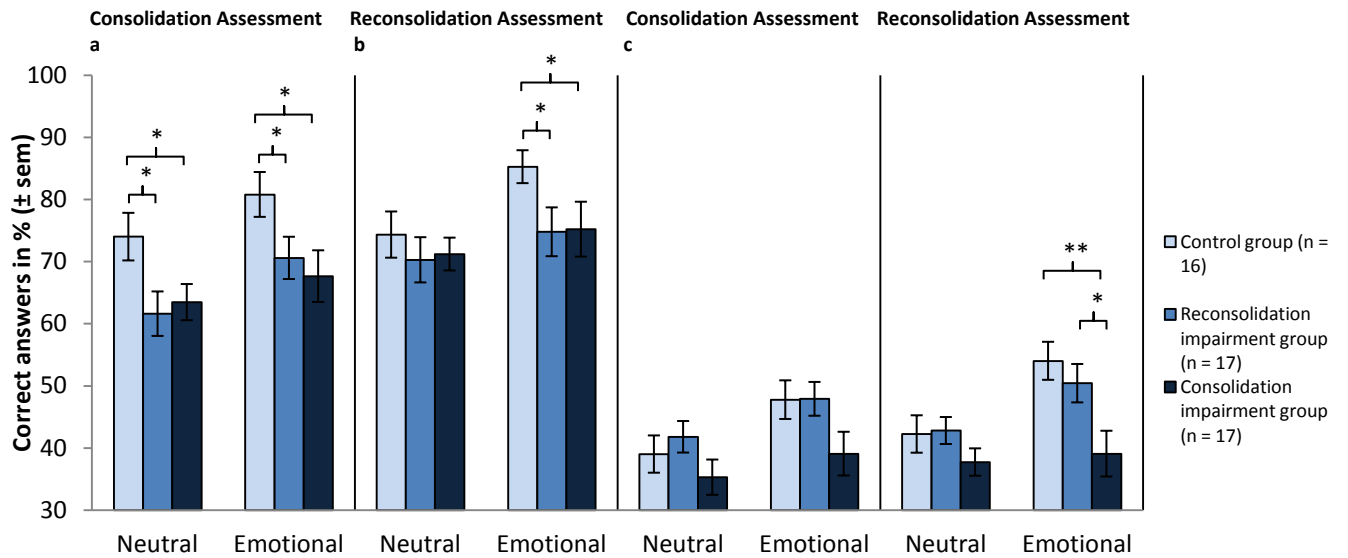 Consolidation Assessment Reconsolidation Assessment Consolidation Assessment Reconsolidation Assessment
a b c
100
90
80
70
60
50
40
30
Correct answers in % (± sem)
* * * * * * ** *
Neutral Emotional Neutral Emotional Neutral Emotional Neutral Emotional
Control group (n =
16)
Reconsolidation
impairment group
(n = 17)
Consolidation
impairment group
(n = 17)